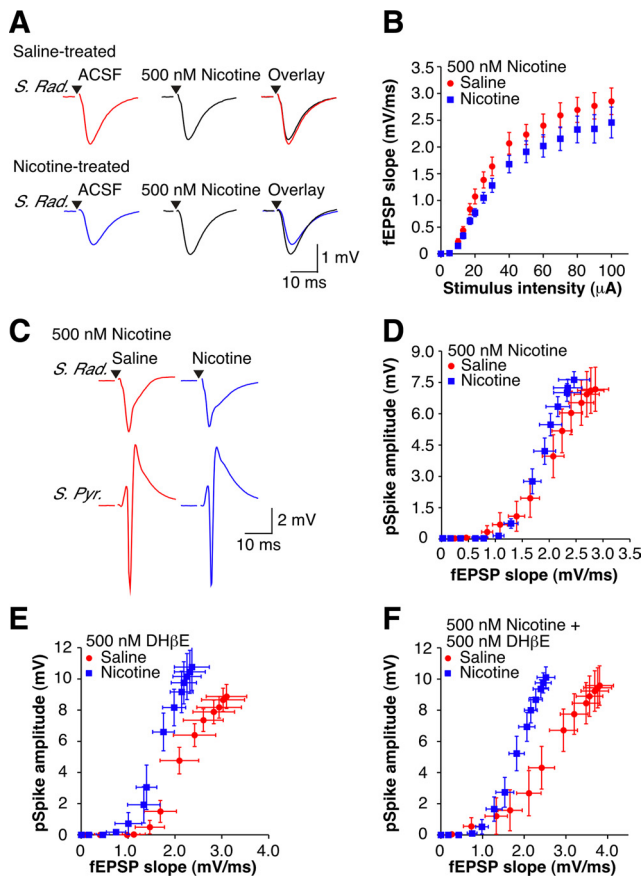 A
Saline-treated
S. Rad.
ACSF
500 nM Nicotine
Overlay
Nicotine-treated
S. Rad.
ACSF
500 nM Nicotine
Overlay
1 mV
10 ms
B
500 nM Nicotine
Saline
Nicotine
fEPSP slope (mV/ms)
3.5
3.0
2.5
2.0
1.5
1.0
0.5
0
0 20 40 60 80 100
Stimulus intensity (μA)
C
500 nM Nicotine
Saline
Nicotine
S. Rad.
S. Pyr.
2 mV
10 ms
D
500 nM Nicotine
Saline
Nicotine
pSpike amplitude (mV)
9.0
7.5
6.0
4.5
3.0
1.5
0
0 0.5 1.0 1.5 2.0 2.5 3.0 3.5
fEPSP slope (mV/ms)
E
500 nM DHβE
Saline
Nicotine
pSpike amplitude (mV)
12
10
8
6
4
2
0
0 1.0 2.0 3.0 4.0
fEPSP slope (mV/ms)
F
500 nM Nicotine +
500 nM DHβE
Saline
Nicotine
pSpike amplitude (mV)
12
10
8
6
4
2
0
0 1.0 2.0 3.0 4.0
fEPSP slope (mV/ms)